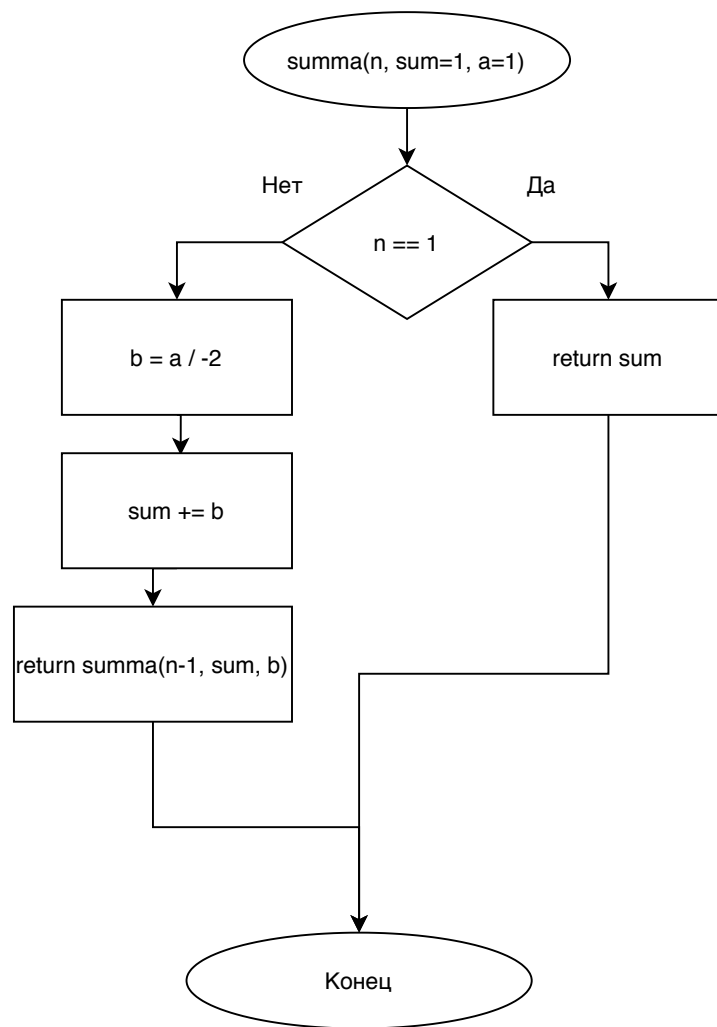 summa(n, sum=1, a=1)
Нет
Да
n == 1
b = a / -2
return sum
sum += b
return summa(n-1, sum, b)
Конец